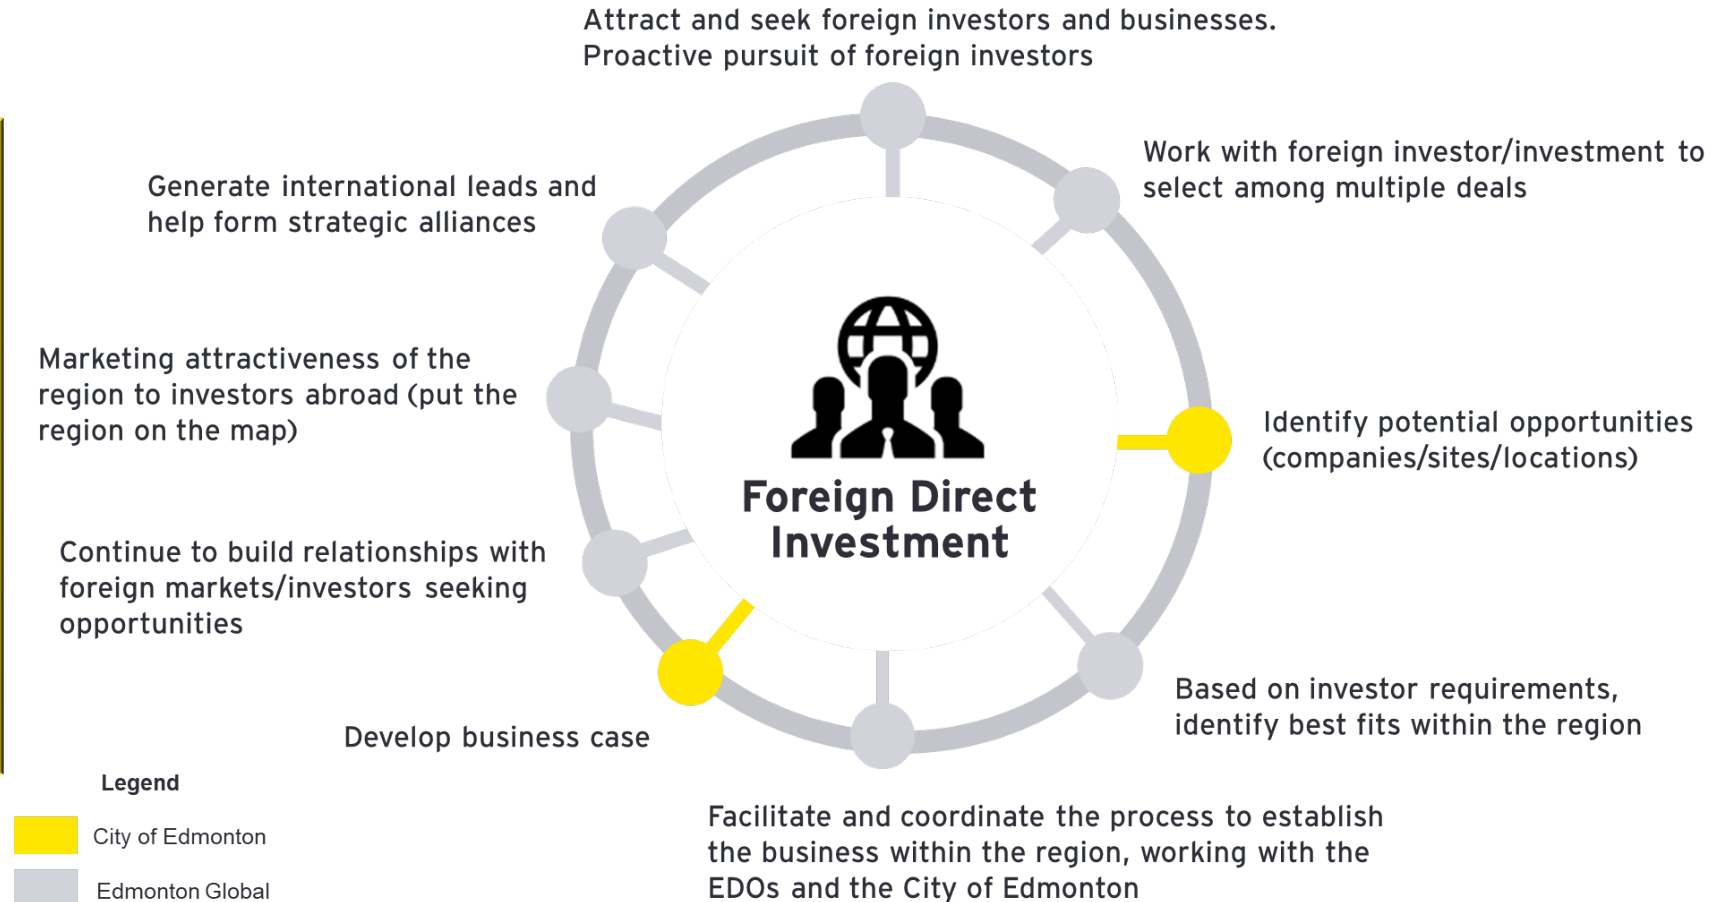 Attract and seek foreign investors and businesses.
Proactive pursuit of foreign investors
Work with foreign investor/investment to
select among multiple deals
Generate international leads and
help form strategic alliances
Marketing attractiveness of the
region to investors abroad (put the
region on the map)
Identify potential opportunities
(companies/sites/locations)
Foreign Direct
Investment
Continue to build relationships with
foreign markets/investors seeking
opportunities
Based on investor requirements,
identify best fits within the region
Develop business case
Facilitate and coordinate the process to establish
the business within the region, working with the
EDOs and the City of Edmonton
Legend
City of Edmonton
Edmonton Global